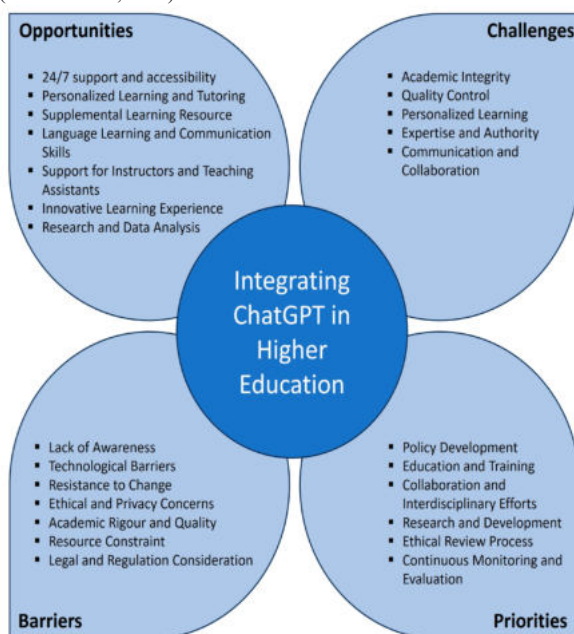 Opportunities
▪ 24/7 support and accessibility
▪ Personalized Learning and Tutoring
▪ Supplemental Learning Resource
▪ Language Learning and Communication
Skills
▪ Support for Instructors and Teaching
Assistants
▪ Innovative Learning Experience
▪ Research and Data Analysis
Challenges
▪ Academic Integrity
▪ Quality Control
▪ Personalized Learning
▪ Expertise and Authority
▪ Communication and
Collaboration
Integrating
ChatGPT in
Higher
Education
▪ Lack of Awareness
▪ Technological Barriers
▪ Resistance to Change
▪ Ethical and Privacy Concerns
▪ Academic Rigour and Quality
▪ Resource Constraint
▪ Legal and Regulation Consideration
Barriers
▪ Policy Development
▪ Education and Training
▪ Collaboration and
Interdisciplinary Efforts
▪ Research and Development
▪ Ethical Review Process
▪ Continuous Monitoring and
Evaluation
Priorities